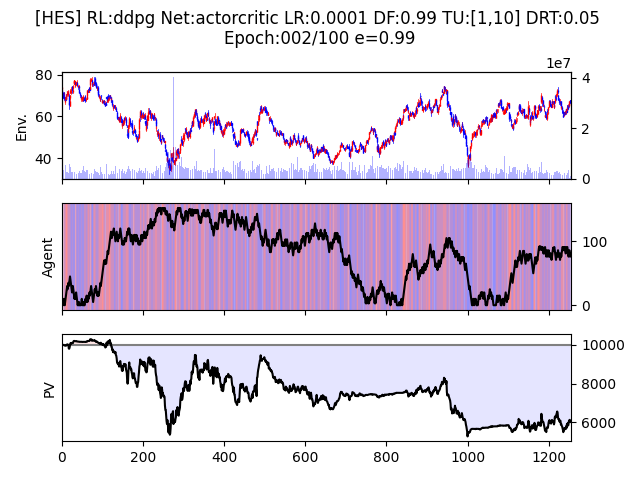 [HES] RL:ddpg Net:actorcritic LR:0.0001 DF:0.99 TU:[1,10] DRT:0.05
Epoch:002/100 e=0.99
1e7
80
60
40
Env.
4
2
0
Agent
100
0
PV
10000
8000
6000
0 200 400 600 800 1000 1200